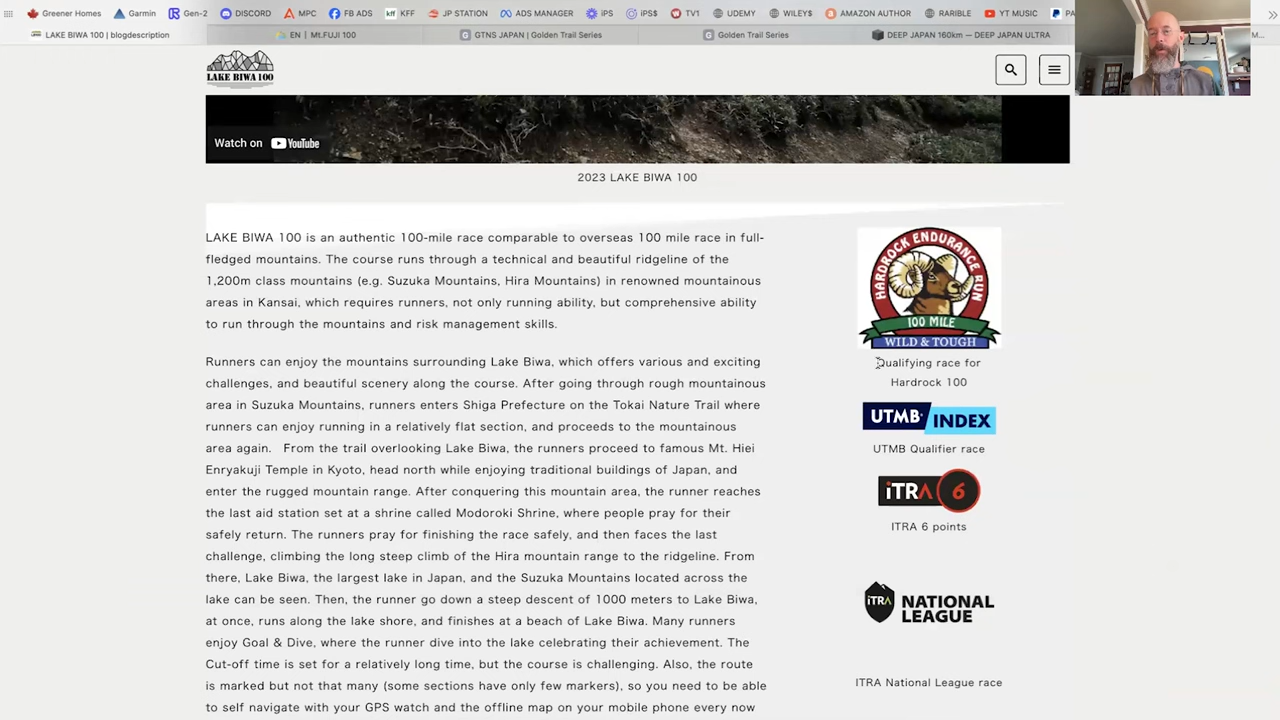 Greener Homes
Garmin
Gen-2
DISCORD
MPC
FB ADS
kff KFF
JP STATION
ADS MANAGER
iPS
iPS$
TV1
UDEMY
WILEY$
AMAZON AUTHOR
RARIBLE
YT MUSIC
PA
LAKE BIWA 100 | blogdescription
EN | Mt.FUJI 100
GTNS JAPAN | Golden Trail Series
Golden Trail Series
DEEP JAPAN 160km — DEEP JAPAN ULTRA
LAKE BIWA 100
Watch on YouTube
2023 LAKE BIWA 100
LAKE BIWA 100 is an authentic 100-mile race comparable to overseas 100 mile race in full-
fledged mountains. The course runs through a technical and beautiful ridgeline of the
1,200m class mountains (e.g. Suzuka Mountains, Hira Mountains) in renowned mountainous
areas in Kansai, which requires runners, not only running ability, but comprehensive ability
to run through the mountains and risk management skills.
Runners can enjoy the mountains surrounding Lake Biwa, which offers various and exciting
challenges, and beautiful scenery along the course. After going through rough mountainous
area in Suzuka Mountains, runners enters Shiga Prefecture on the Tokai Nature Trail where
runners can enjoy running in a relatively flat section, and proceeds to the mountainous
area again. From the trail overlooking Lake Biwa, the runners proceed to famous Mt. Hiei
Enryakuji Temple in Kyoto, head north while enjoying traditional buildings of Japan, and
enter the rugged mountain range. After conquering this mountain area, the runner reaches
the last aid station set at a shrine called Modoroki Shrine, where people pray for their
safely return. The runners pray for finishing the race safely, and then faces the last
challenge, climbing the long steep climb of the Hira mountain range to the ridgeline. From
there, Lake Biwa, the largest lake in Japan, and the Suzuka Mountains located across the
lake can be seen. Then, the runner go down a steep descent of 1000 meters to Lake Biwa,
at once, runs along the lake shore, and finishes at a beach of Lake Biwa. Many runners
enjoy Goal & Dive, where the runner dive into the lake celebrating their achievement. The
Cut-off time is set for a relatively long time, but the course is challenging. Also, the route
is marked but not that many (some sections have only few markers), so you need to be able
to self navigate with your GPS watch and the offline map on your mobile phone every now
HARDROCK ENDURANCE RUN
100 MILE
WILD & TOUGH
Qualifying race for
Hardrock 100
UTMB INDEX
UTMB Qualifier race
iTRA 6
ITRA 6 points
iTRA NATIONAL
LEAGUE
ITRA National League race